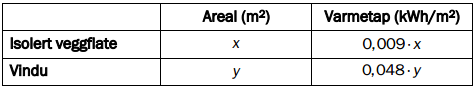 Areal (m²) Varmetap (kWh/m²)
Isolert veggflate x 0,009·x
Vindu y 0,048·y